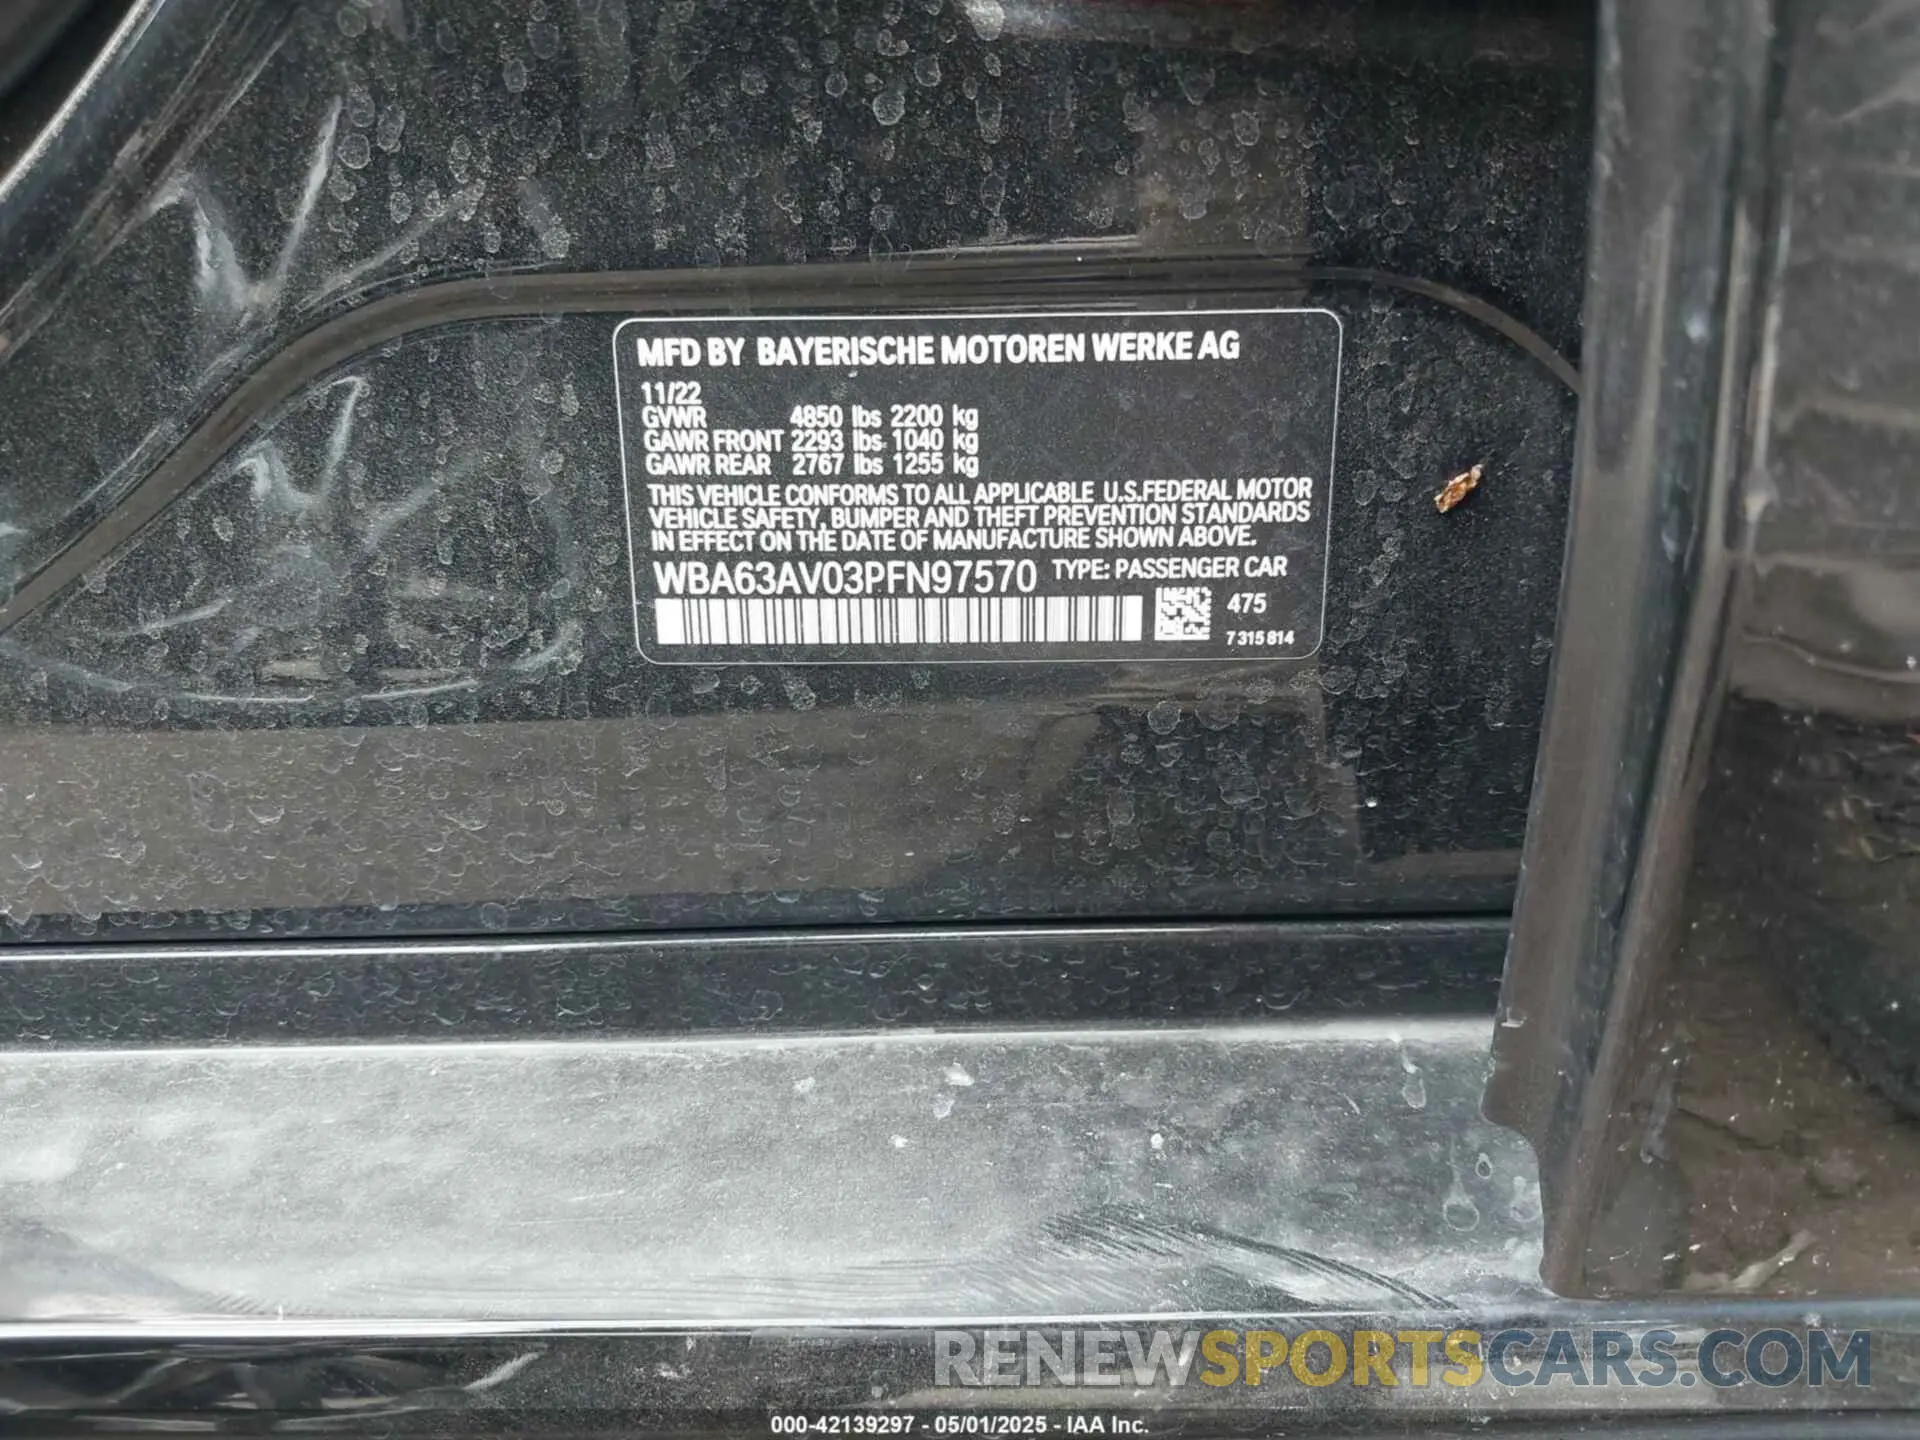 MFD BY BAYERISCHE MOTOREN WERKE AG
11/22
GVWR 4850 lbs 2200 kg
GAWR FRONT 2293 lbs 1040 kg
GAWR REAR 2767 lbs 1255 kg
THIS VEHICLE CONFORMS TO ALL APPLICABLE U.S.FEDERAL MOTOR
VEHICLE SAFETY, BUMPER AND THEFT PREVENTION STANDARDS
IN EFFECT ON THE DATE OF MANUFACTURE SHOWN ABOVE.
WBA63AV03PFN97570 TYPE: PASSENGER CAR
475
7 315 814
RENEWSPORTSCARS.COM
000-42139297 - 05/01/2025 - IAA Inc.